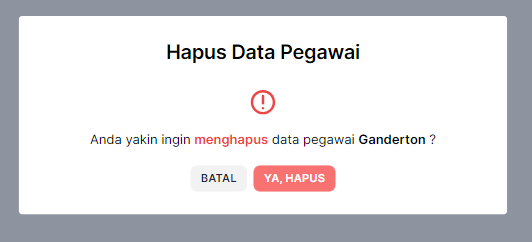 Hapus Data Pegawai
Anda yakin ingin menghapus data pegawai Ganderton ?
BATAL
YA, HAPUS